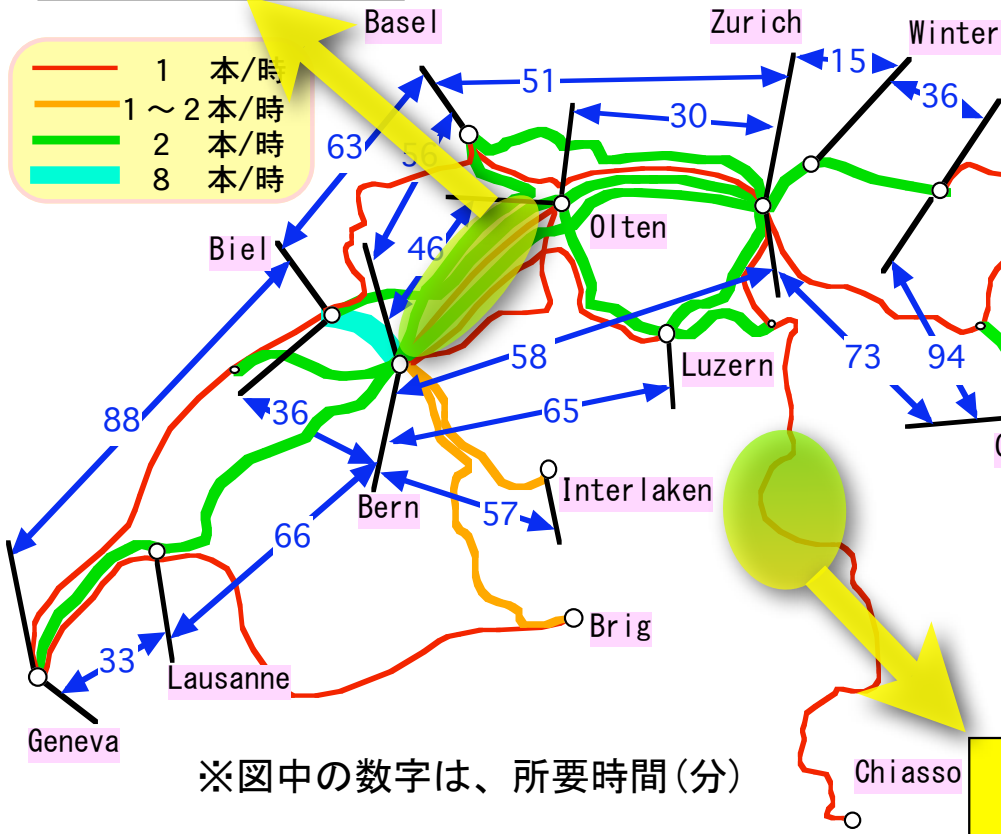 Basel
Zurich
Winter
1 本/時
1～2本/時
2 本/時
8 本/時
51
15
36
30
63
56
Olten
Biel
46
58
Luzern
73
94
88
36
65
Interlaken
Bern
57
66
Brig
33
Lausanne
Geneva
※図中の数字は、所要時間(分)
Chiasso